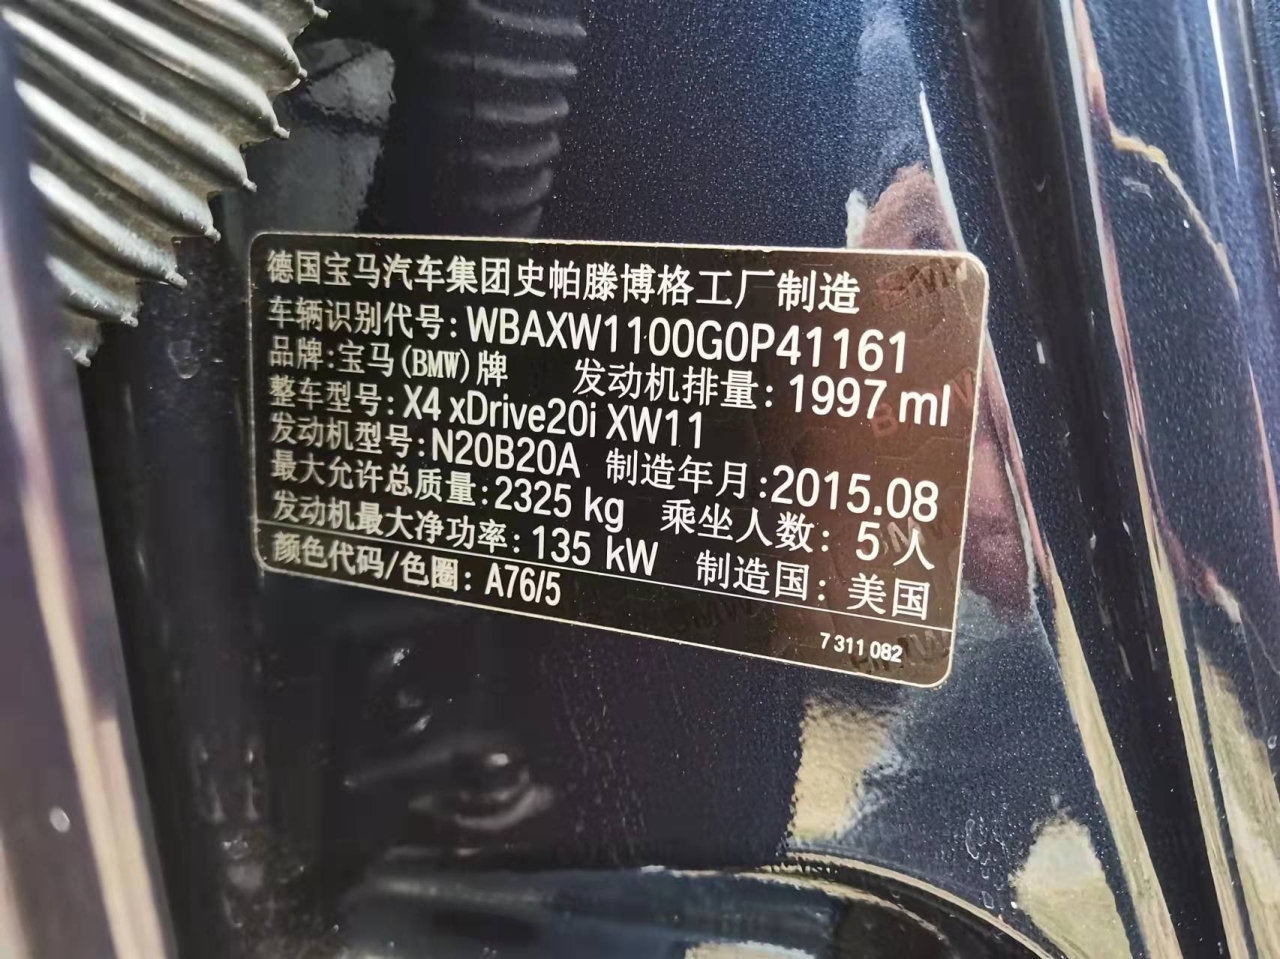 德国宝马汽车集团史帕滕博格工厂制造
车辆识别代号: WBAXW1100G0P41161
品牌:宝马(BMW)牌 发动机排量: 1997 ml
整车型号: X4 xDrive20i XW11
发动机型号: N20B20A 制造年月:2015.08
最大允许总质量: 2325 kg 乘坐人数: 5人
发动机最大净功率: 135 kW 制造国: 美国
颜色代码/色圈: A76/5
7 311 082